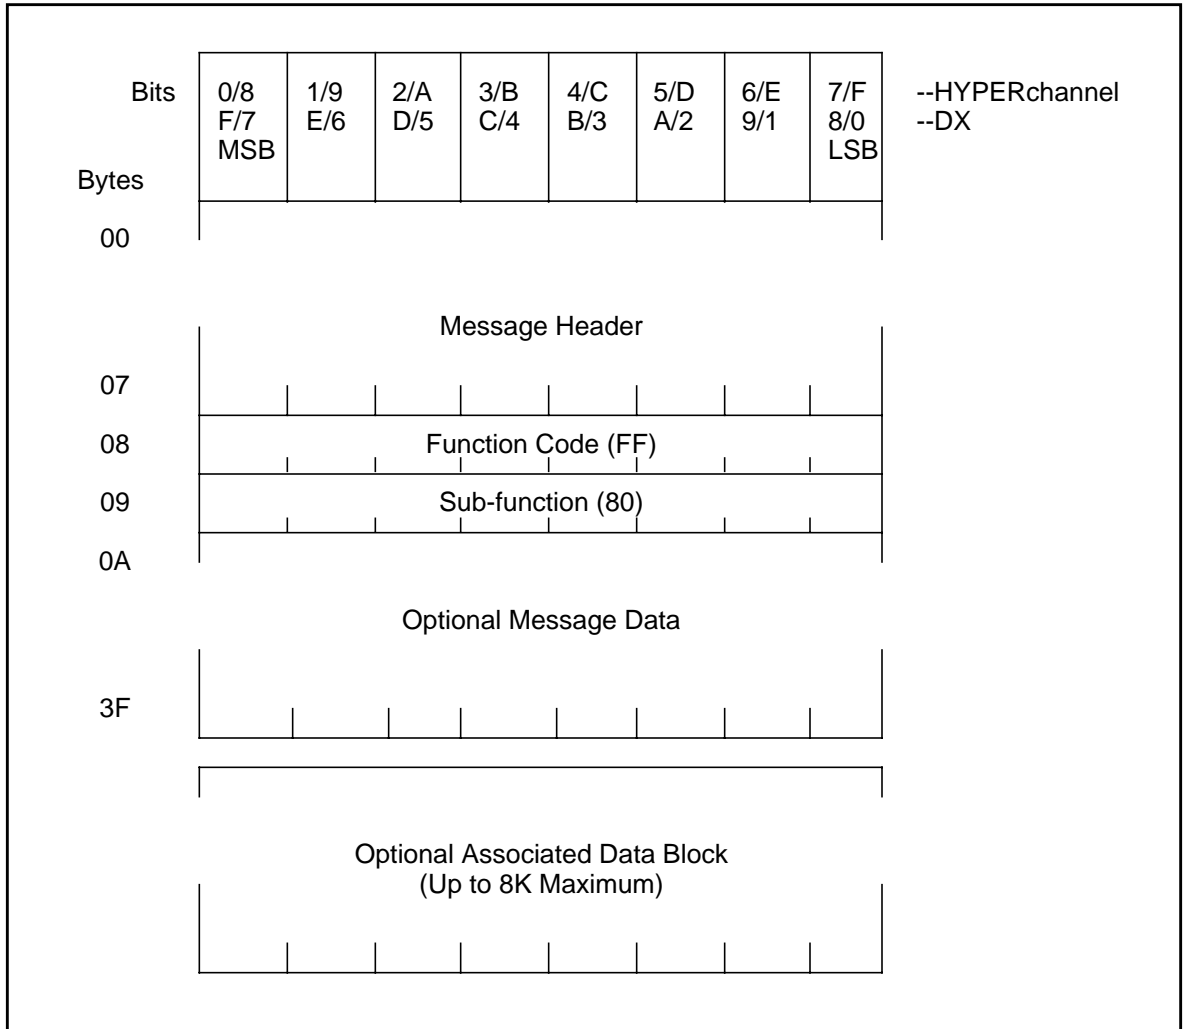 Bits 0/8 1/9 2/A 3/B 4/C 5/D 6/E 7/F --HYPERchannel
F/7 E/6 D/5 C/4 B/3 A/2 9/1 8/0 --DX
MSB LSB
Bytes
00
Message Header
07
08 Function Code (FF)
09 Sub-function (80)
0A
Optional Message Data
3F
Optional Associated Data Block
(Up to 8K Maximum)